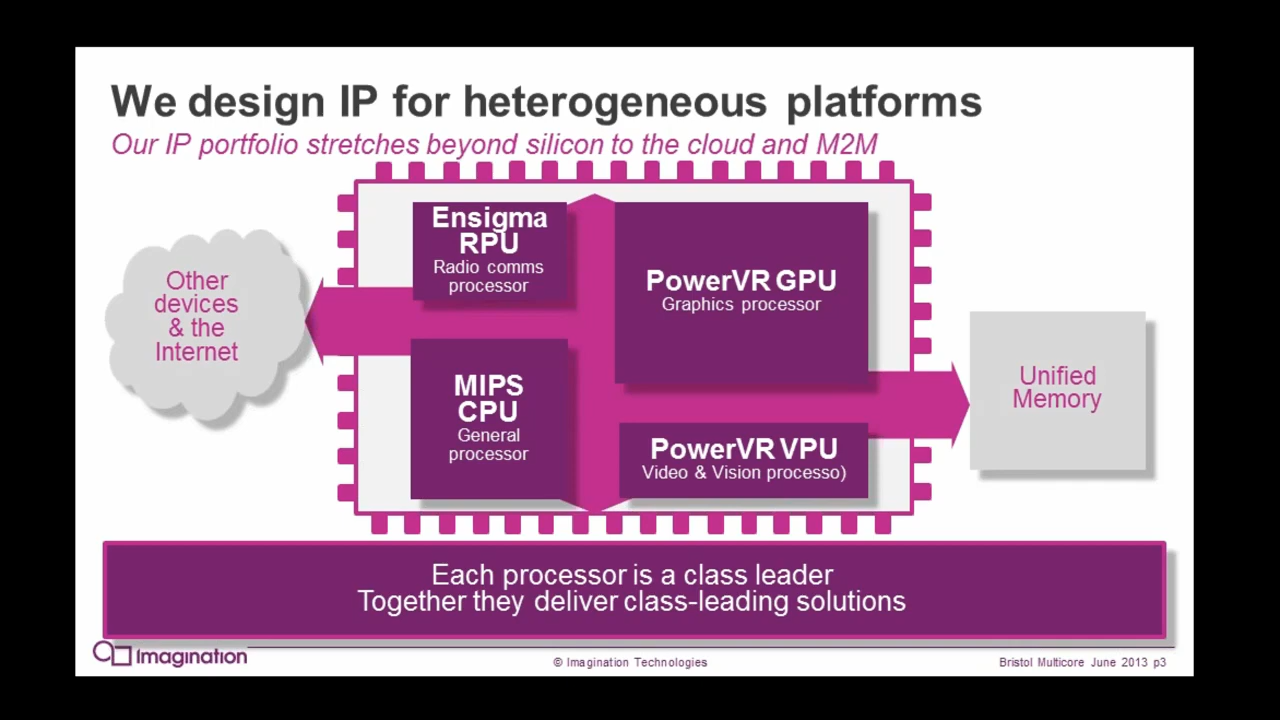 We design IP for heterogeneous platforms
Our IP portfolio stretches beyond silicon to the cloud and M2M
Other
devices
& the
Internet
Ensigma
RPU
Radio comms
processor
PowerVR GPU
Graphics processor
MIPS
CPU
General
processor
PowerVR VPU
Video & Vision processo)
Unified
Memory
Each processor is a class leader
Together they deliver class-leading solutions
Imagination
© Imagination Technologies
Bristol Multicore June 2013 p3